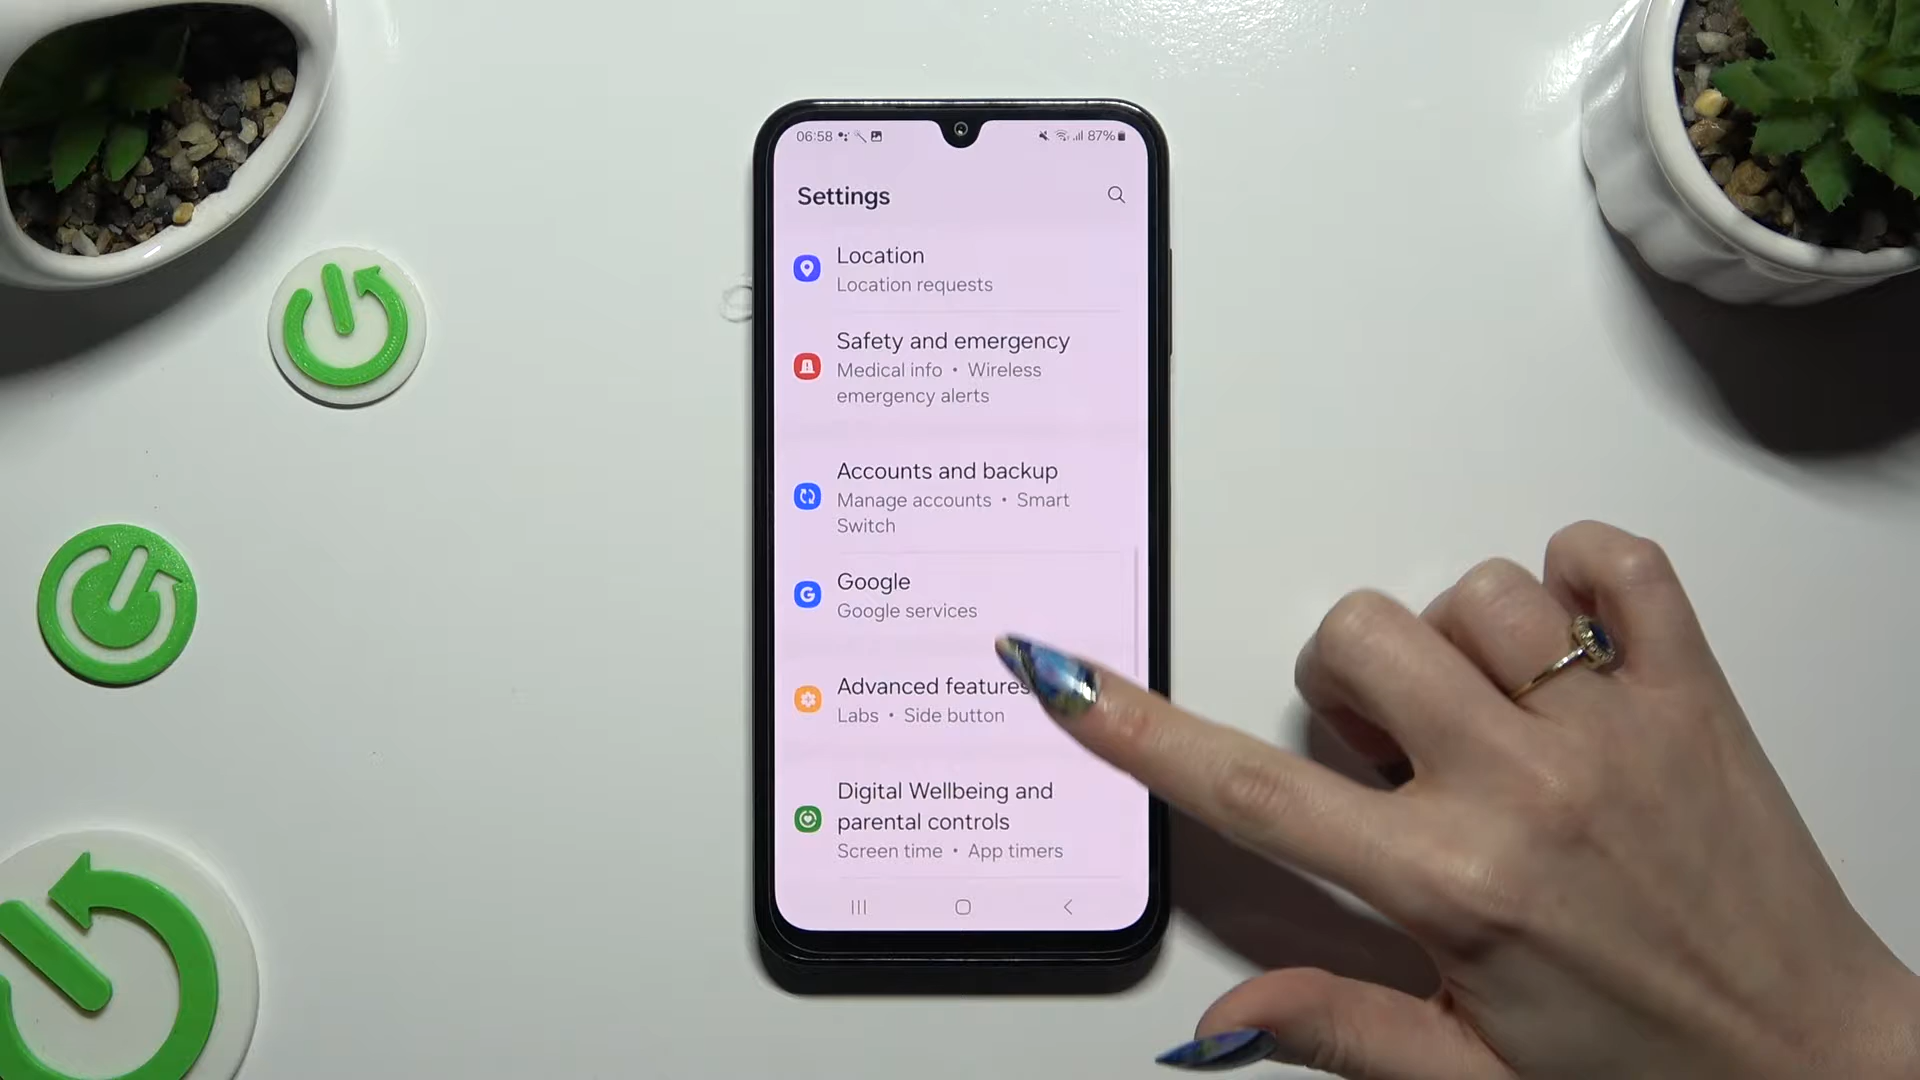 06:58
87%
Settings
Location
Location requests
Safety and emergency
Medical info • Wireless
emergency alerts
Accounts and backup
Manage accounts • Smart
Switch
Google
Google services
Advanced features
Labs • Side button
Digital Wellbeing and
parental controls
Screen time • App timers